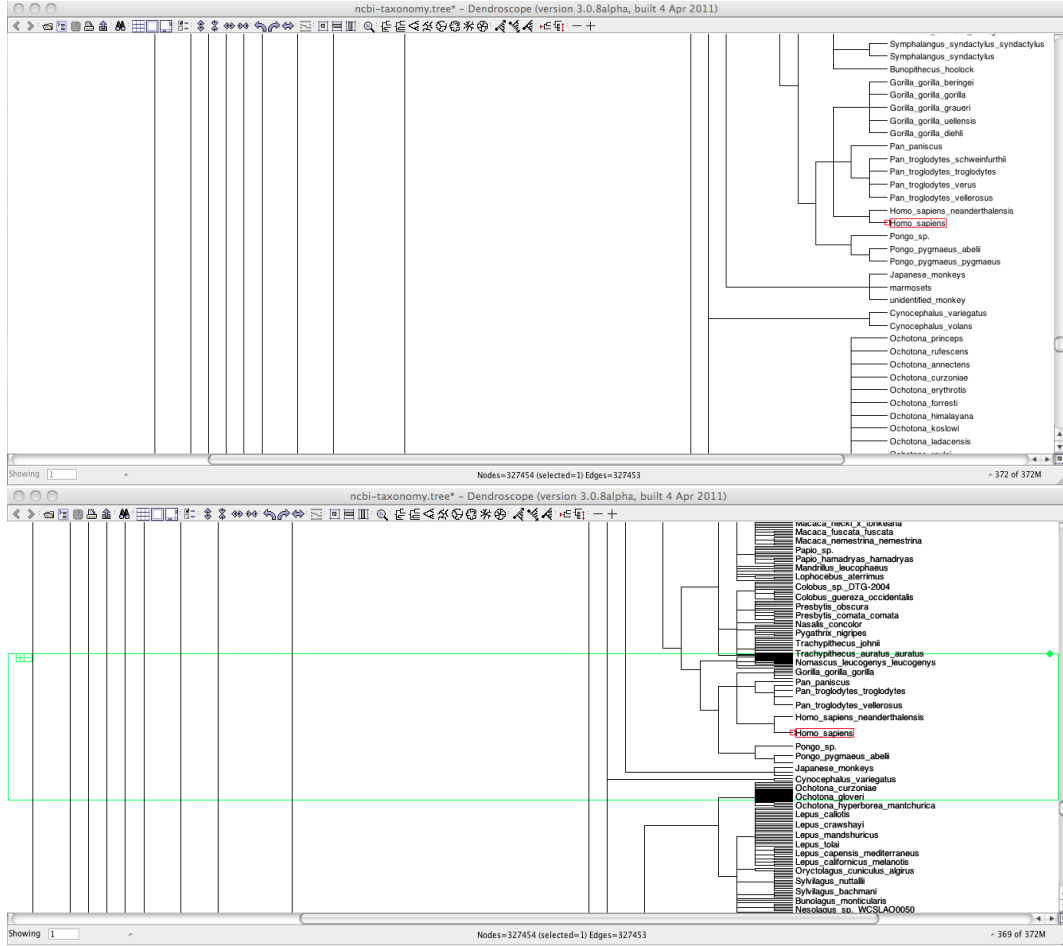 ncbi-taxonomy.tree* - Dendroscope (version 3.0.8alpha, built 4 Apr 2011)
Symphalangus_syndactylus_syndactylus
Symphalangus_syndactylus
Bunopithecus_hoolock
Gorilla_gorilla_beringei
Gorilla_gorilla_gorilla
Gorilla_gorilla_graueri
Gorilla_gorilla_uellensis
Gorilla_gorilla_diehli
Pan_paniscus
Pan_troglodytes_schweinfurthii
Pan_troglodytes_troglodytes
Pan_troglodytes_verus
Pan_troglodytes_vellerosus
Homo_sapiens_neanderthalensis
Homo_sapiens
Pongo_sp.
Pongo_pygmaeus_abelii
Pongo_pygmaeus_pygmaeus
Japanese_monkeys
marmosets
unidentified_monkey
Cynocephalus_variegatus
Cynocephalus_volans
Ochotona_princeps
Ochotona_rufescens
Ochotona_annectens
Ochotona_curzoniae
Ochotona_erythrotis
Ochotona_forresti
Ochotona_himalayana
Ochotona_koslowi
Ochotona_ladacensis
Showing 1 Nodes=327454 (selected=1) Edges=327453 372 of 372M
ncbi-taxonomy.tree* - Dendroscope (version 3.0.8alpha, built 4 Apr 2011)
Macaca_hecki_x_tonkeana
Macaca_fuscata_fuscata
Macaca_nemestrina_nemestrina
Papio_sp.
Papio_hamadryas_hamadryas
Mandrillus_leucophaeus
Lophocebus_aterrimus
Colobus_sp._DTG-2004
Colobus_guereza_occidentalis
Presbytis_obscura
Presbytis_comata_comata
Nasalis_concolor
Pygathrix_nigripes
Trachypithecus_johnii
Trachypithecus_auratus_auratus
Nomascus_leucogenys_leucogenys
Gorilla_gorilla_gorilla
Pan_paniscus
Pan_troglodytes_troglodytes
Pan_troglodytes_vellerosus
Homo_sapiens_neanderthalensis
Homo_sapiens
Pongo_sp.
Pongo_pygmaeus_abelii
Japanese_monkeys
Cynocephalus_variegatus
Ochotona_curzoniae
Ochotona_gloveri
Ochotona_hyperborea_mantchurica
Lepus_callotis
Lepus_crawshayi
Lepus_mandshuricus
Lepus_tolai
Lepus_capensis_mediterraneus
Lepus_californicus_melanotis
Oryctolagus_cuniculus_algirus
Sylvilagus_nuttallii
Sylvilagus_bachmani
Bunolagus_monticularis
Nesolagus_sp._WCSLAO0050
Showing 1 Nodes=327454 (selected=1) Edges=327453 369 of 372M